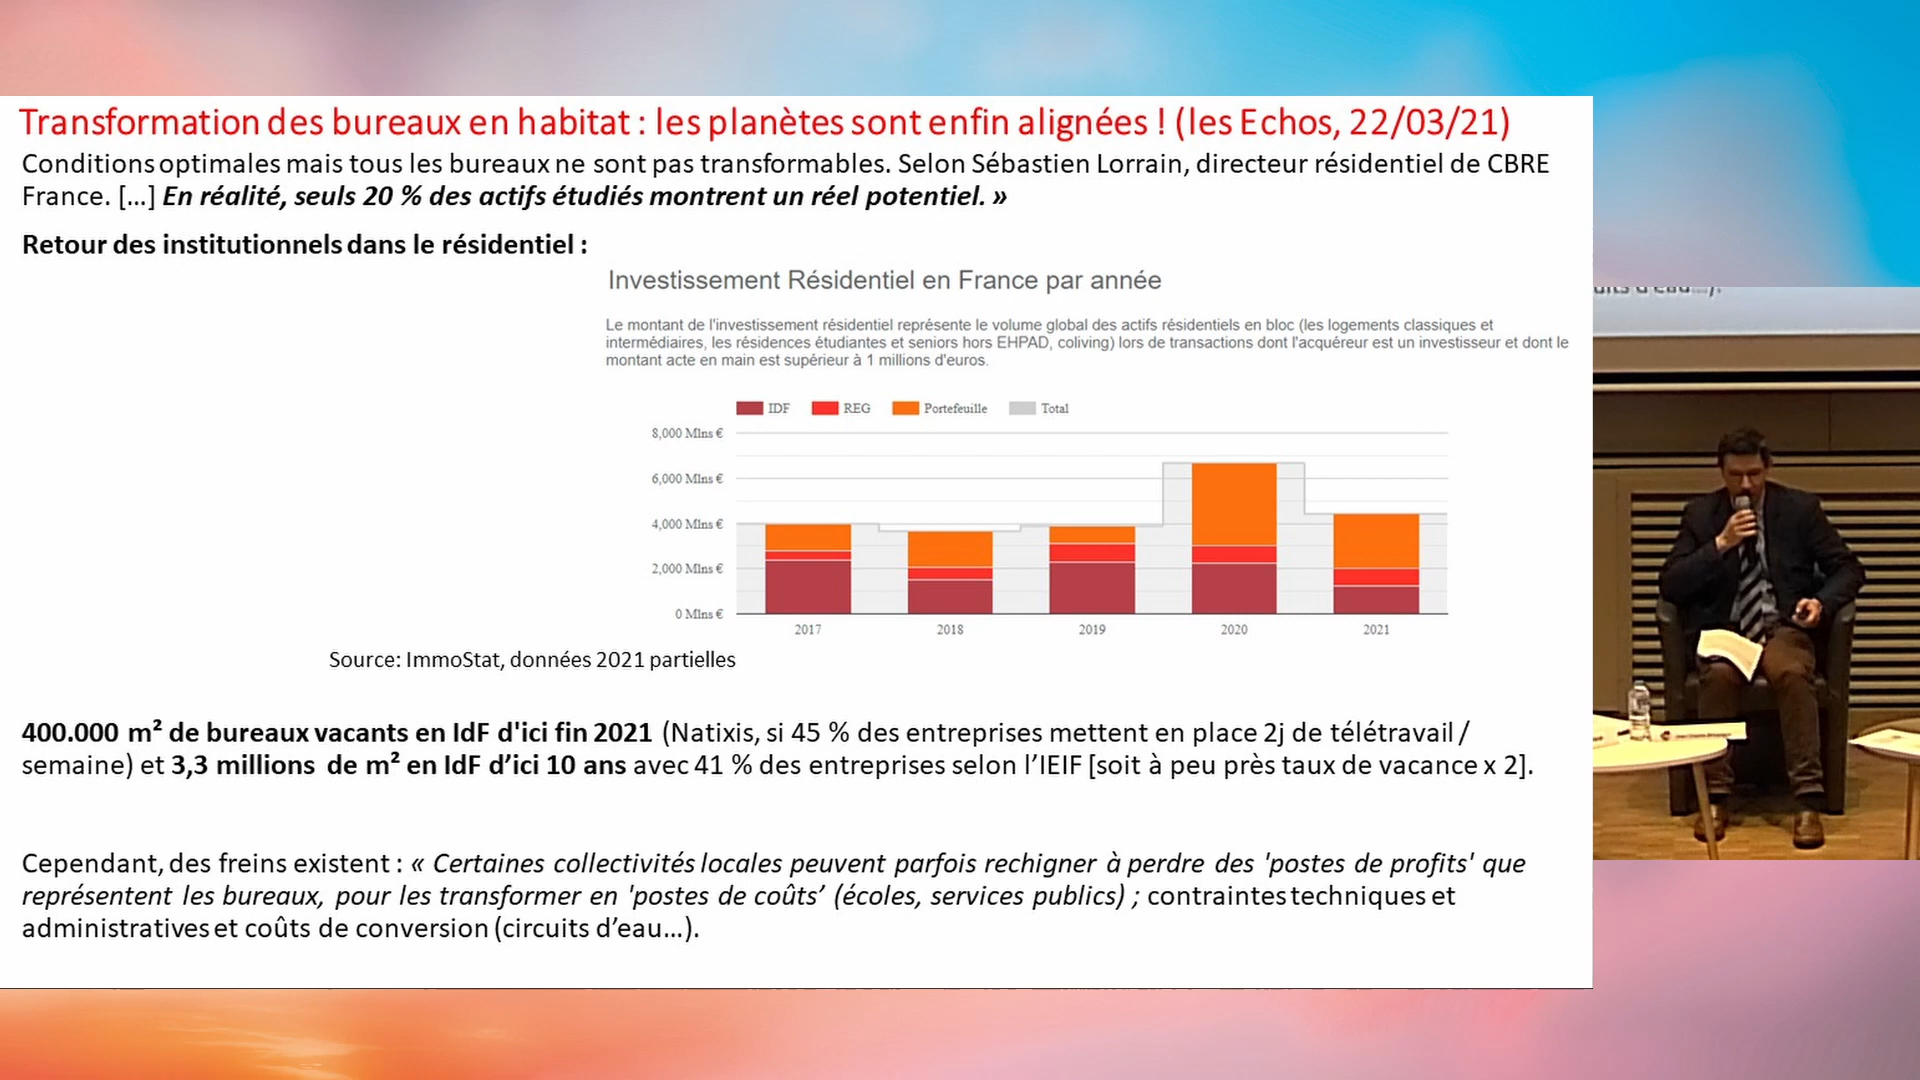 Transformation des bureaux en habitat : les planètes sont enfin alignées ! (les Echos, 22/03/21)
Conditions optimales mais tous les bureaux ne sont pas transformables. Selon Sébastien Lorrain, directeur résidentiel de CBRE
France. […] En réalité, seuls 20 % des actifs étudiés montrent un réel potentiel. »
Retour des institutionnels dans le résidentiel :
Investissement Résidentiel en France par année
Le montant de l'investissement résidentiel représente le volume global des actifs résidentiels en bloc (les logements classiques et
intermédiaires, les résidences étudiantes et seniors hors EHPAD, coliving) lors de transactions dont l'acquéreur est un investisseur et dont le
montant acte en main est supérieur à 1 millions d'euros.
IDF REG Portefeuille Total
8,000 Mlns €
6,000 Mlns €
4,000 Mlns €
2,000 Mlns €
0 Mlns €
2017 2018 2019 2020 2021
Source: ImmoStat, données 2021 partielles
400.000 m² de bureaux vacants en IdF d'ici fin 2021 (Natixis, si 45 % des entreprises mettent en place 2j de télétravail /
semaine) et 3,3 millions de m² en IdF d’ici 10 ans avec 41 % des entreprises selon l’IEIF [soit à peu près taux de vacance x 2].
Cependant, des freins existent : « Certaines collectivités locales peuvent parfois rechigner à perdre des 'postes de profits' que
représentent les bureaux, pour les transformer en 'postes de coûts’ (écoles, services publics) ; contraintes techniques et
administratives et coûts de conversion (circuits d’eau…).